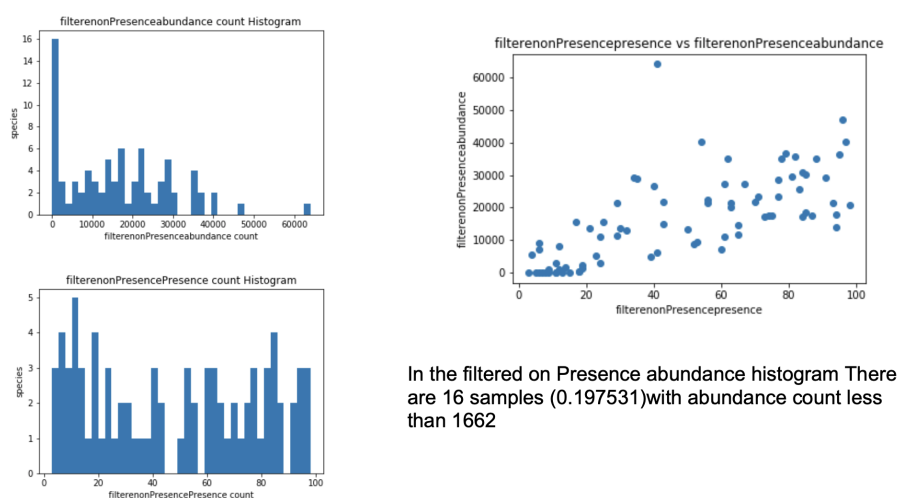 filterenonPresenceabundance count Histogram
16
14
12
10
8
6
4
2
0
species
0 10000 20000 30000 40000 50000 60000
filterenonPresenceabundance count
filterenonPresencePresence count Histogram
5
4
3
2
1
0
species
0 20 40 60 80 100
filterenonPresencePresence count
filterenonPresencepresence vs filterenonPresenceabundance
60000
50000
40000
30000
20000
10000
0
filterenonPresenceabundance
0 20 40 60 80 100
filterenonPresencepresence
In the filtered on Presence abundance histogram There
are 16 samples (0.197531)with abundance count less
than 1662